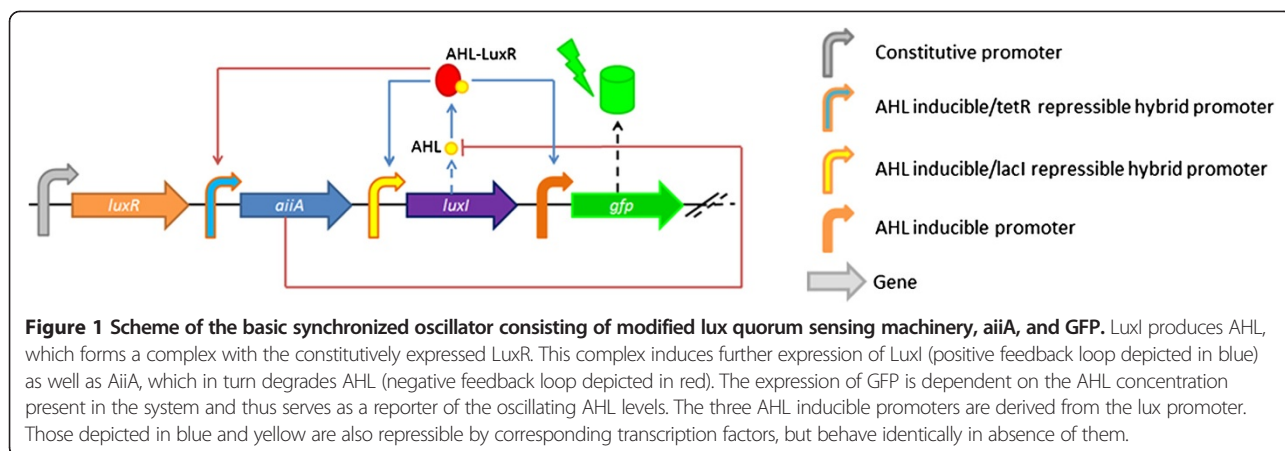 AHL-LuxR
AHL
luxR
aiiA
luxI
gfp
Constitutive promoter
AHL inducible/tetR repressible hybrid promoter
AHL inducible/lacI repressible hybrid promoter
AHL inducible promoter
Gene
Figure 1 Scheme of the basic synchronized oscillator consisting of modified lux quorum sensing machinery, aiiA, and GFP. LuxI produces AHL,
which forms a complex with the constitutively expressed LuxR. This complex induces further expression of LuxI (positive feedback loop depicted in blue)
as well as AiiA, which in turn degrades AHL (negative feedback loop depicted in red). The expression of GFP is dependent on the AHL concentration
present in the system and thus serves as a reporter of the oscillating AHL levels. The three AHL inducible promoters are derived from the lux promoter.
Those depicted in blue and yellow are also repressible by corresponding transcription factors, but behave identically in absence of them.